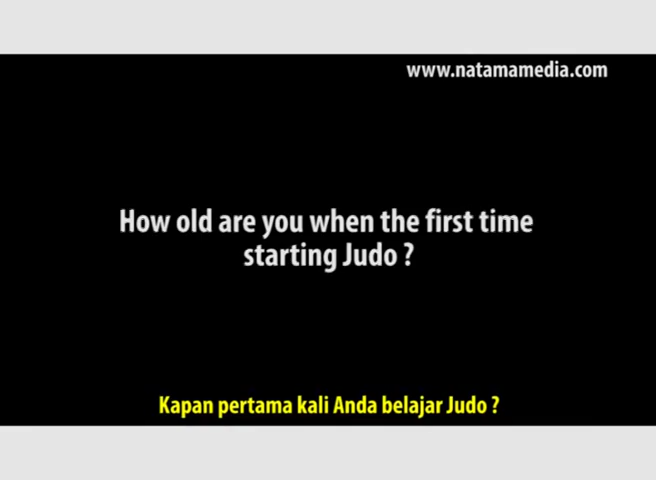 www.natamamedia.com
How old are you when the first time
starting Judo ?
Kapan pertama kali Anda belajar Judo ?